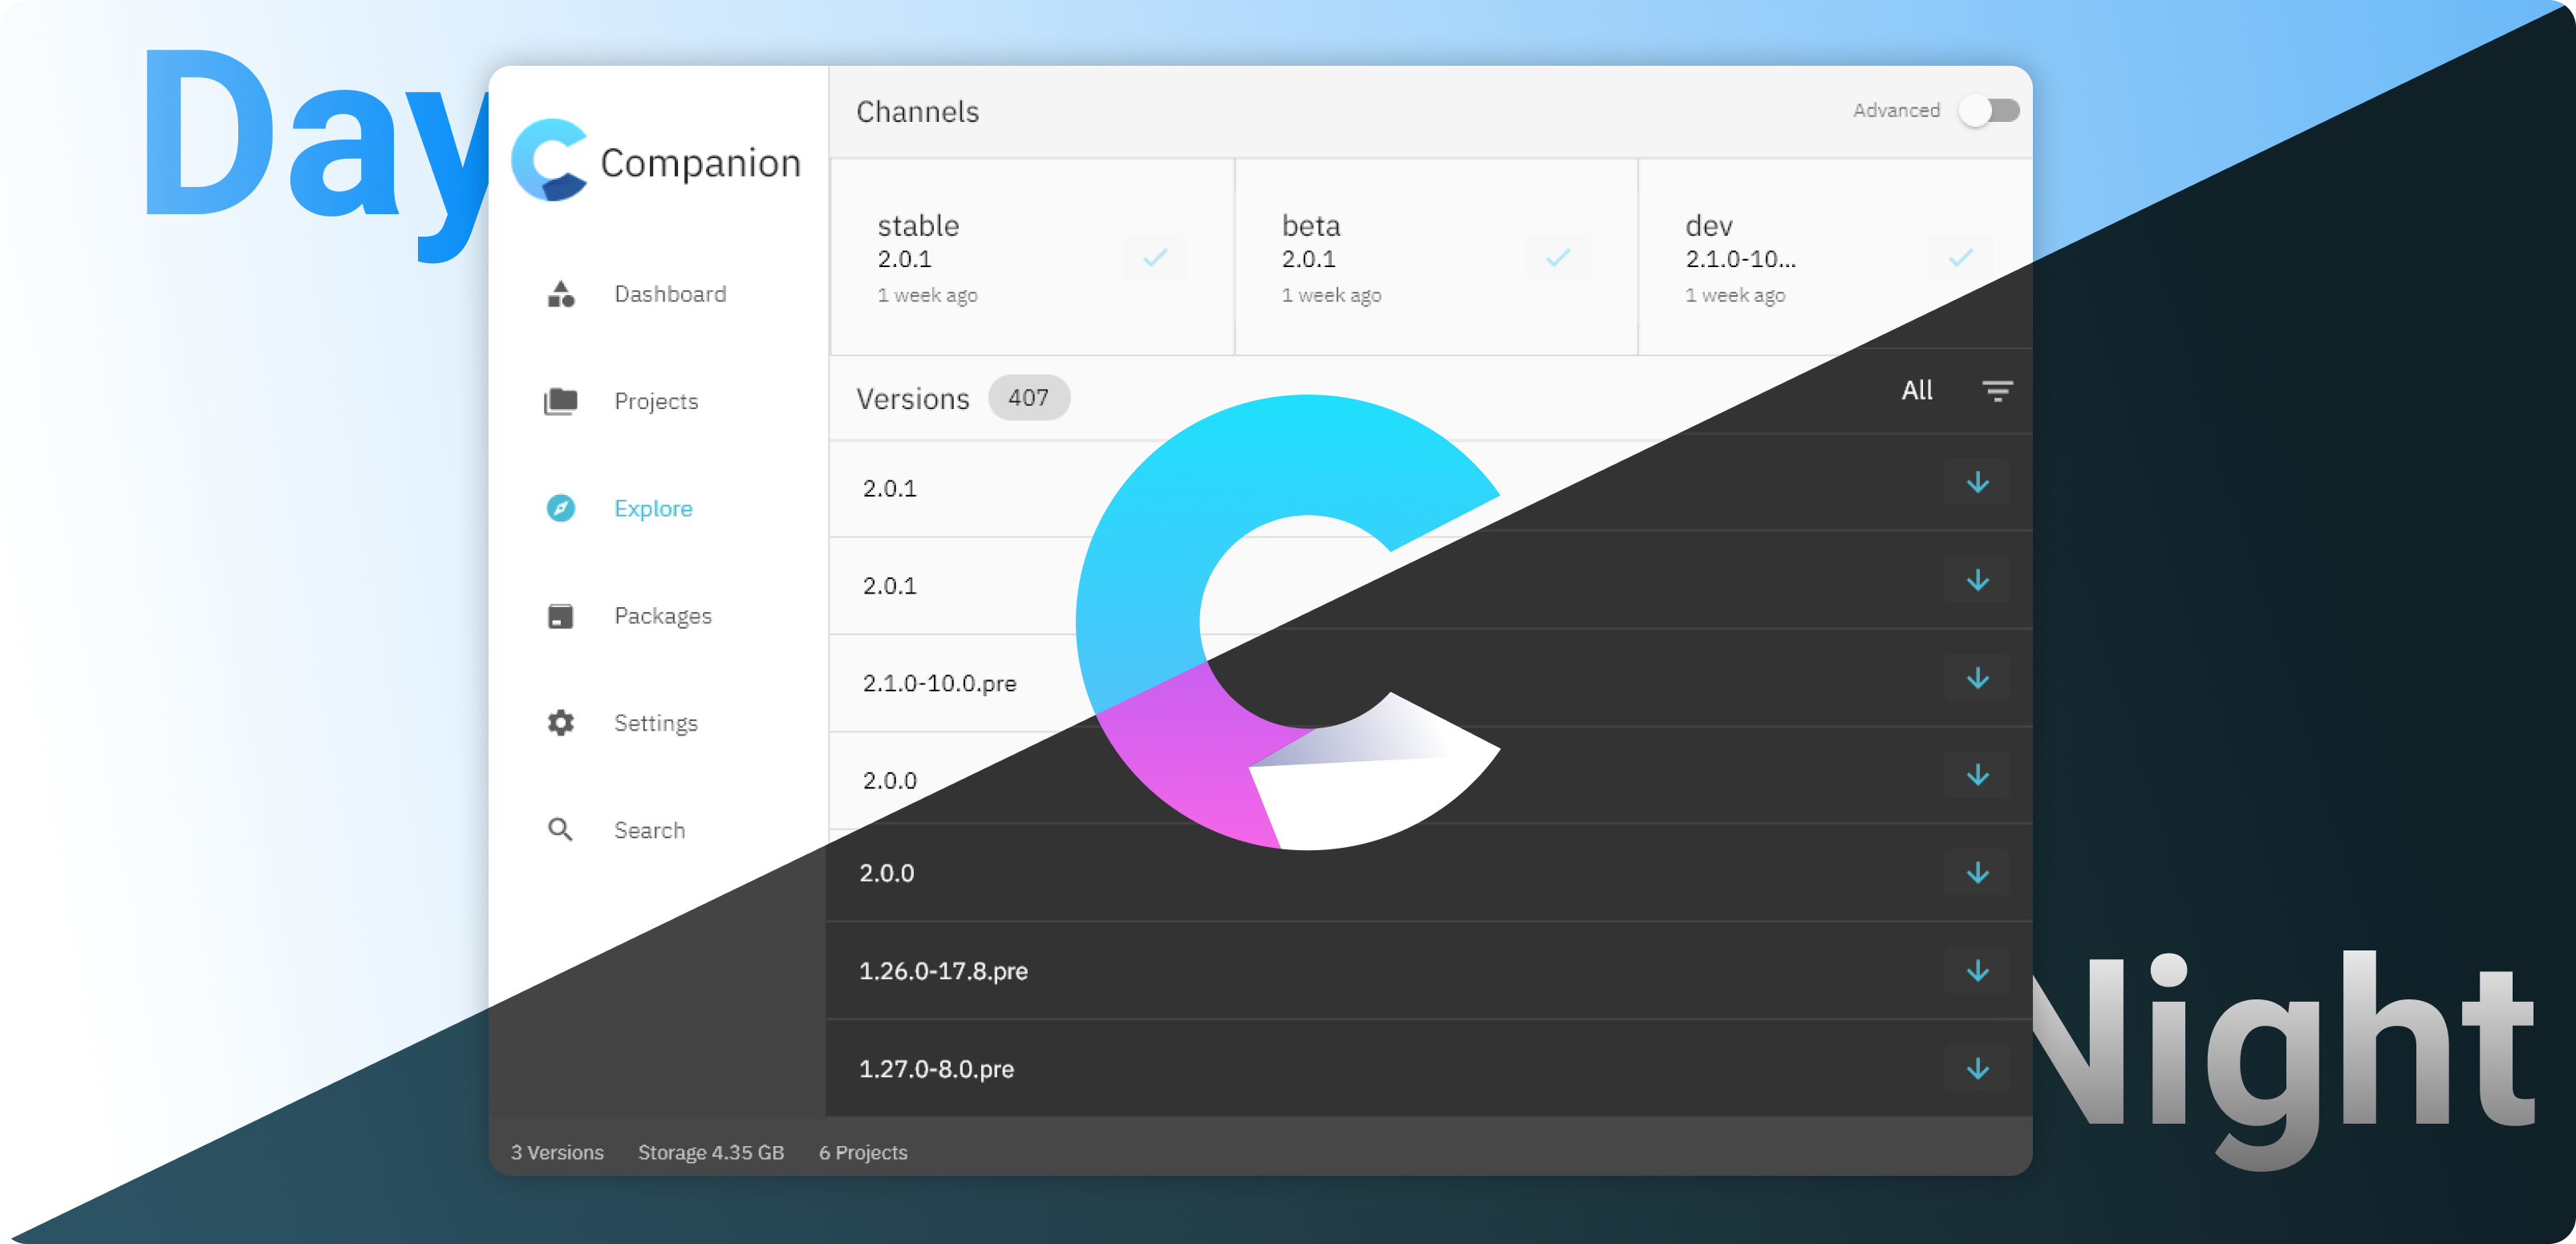 Day
Companion
Dashboard
Projects
Explore
Packages
Settings
Search
Channels
Advanced
stable
2.0.1
1 week ago
beta
2.0.1
1 week ago
dev
2.1.0-10...
1 week ago
Versions 407
All
2.0.1
2.0.1
2.1.0-10.0.pre
2.0.0
2.0.0
1.26.0-17.8.pre
1.27.0-8.0.pre
3 Versions Storage 4.35 GB 6 Projects
Night